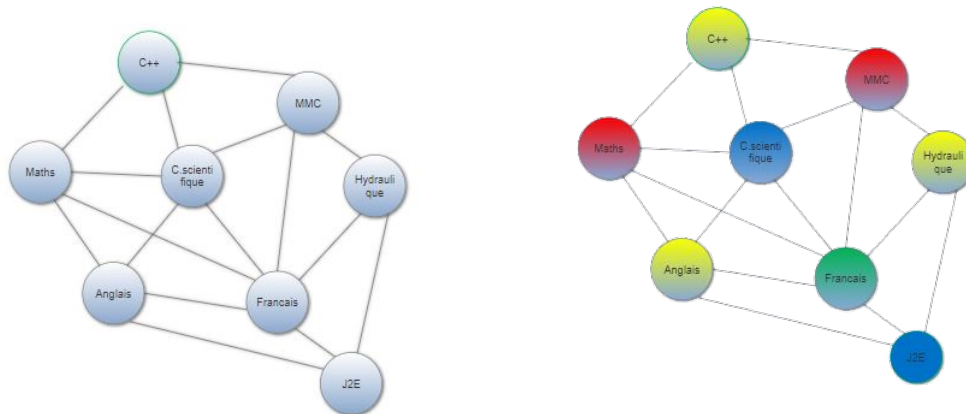 C++
MMC
Maths
C.scienti
fique
Hydrauli
que
Anglais
Francais
J2E
C++
MMC
Maths
C.scienti
fique
Hydrauli
que
Anglais
Francais
J2E